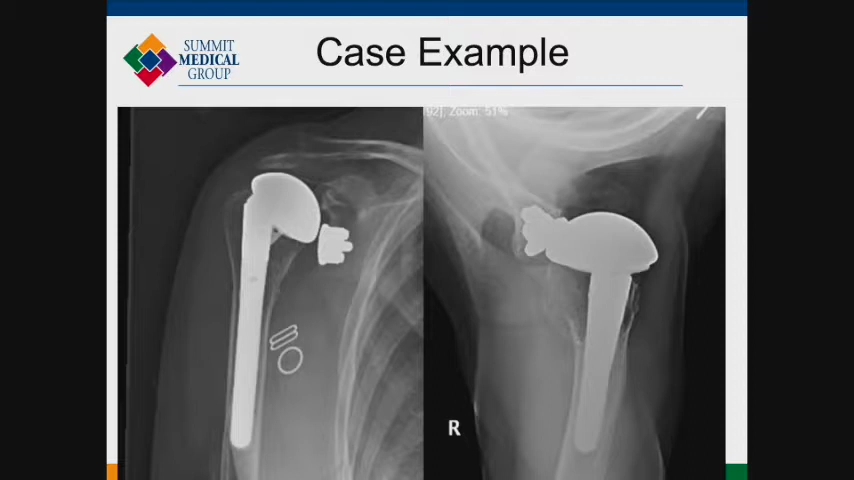 SUMMIT
MEDICAL
GROUP
Case Example
92], Zoom: 51%
R